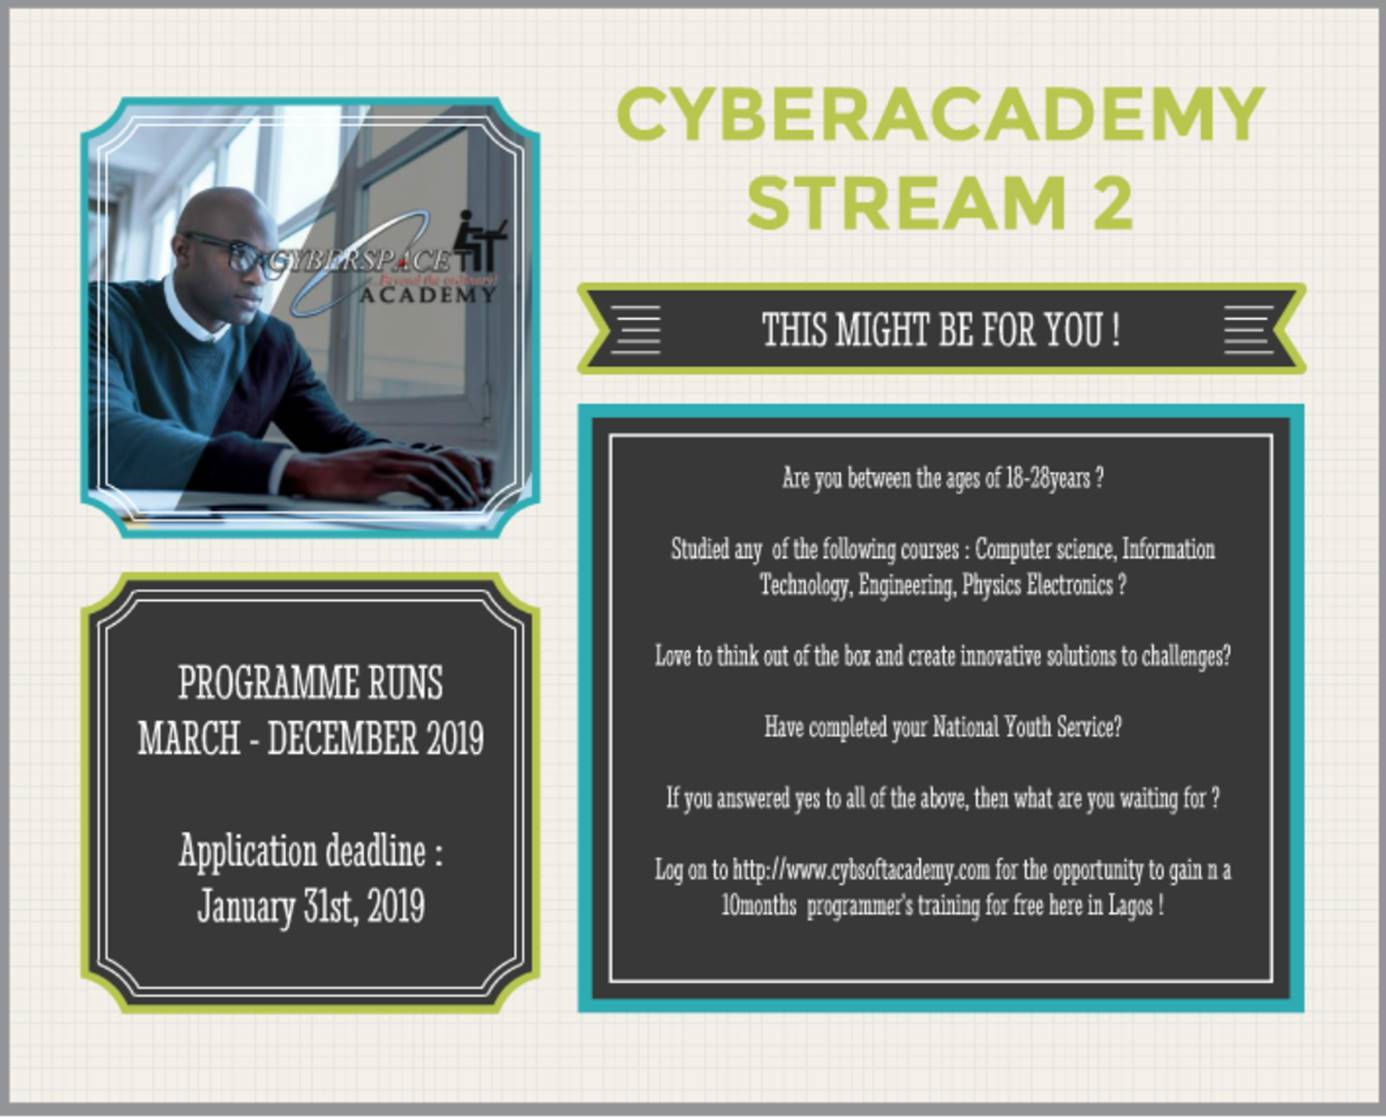 CYBERACADEMY
STREAM 2
THIS MIGHT BE FOR YOU !
CYBERSPACE
Beyond the ordinary!
ACADEMY
Are you between the ages of 18-28years ?
Studied any of the following courses : Computer science, Information
Technology, Engineering, Physics Electronics ?
Love to think out of the box and create innovative solutions to challenges?
Have completed your National Youth Service?
If you answered yes to all of the above, then what are you waiting for ?
Log on to http://www.cybsoftacademy.com for the opportunity to gain n a
10months programmer's training for free here in Lagos !
PROGRAMME RUNS
MARCH - DECEMBER 2019
Application deadline :
January 31st, 2019